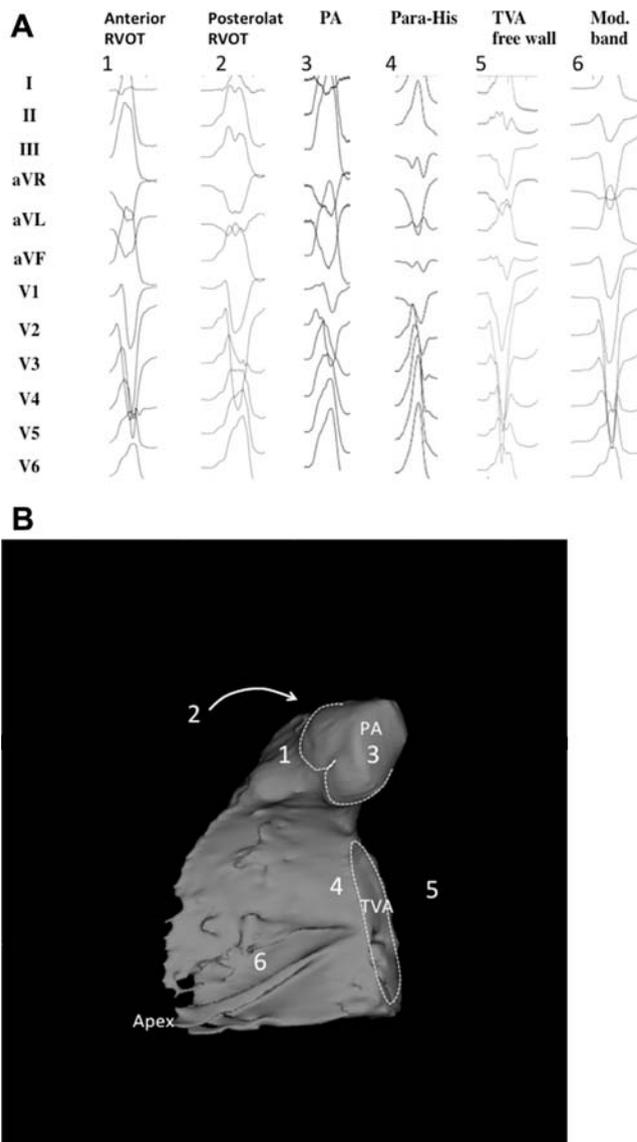 A
Anterior RVOT Posterolat RVOT PA Para-His TVA free wall Mod. band
1 2 3 4 5 6
I
II
III
aVR
aVL
aVF
V1
V2
V3
V4
V5
V6
B
2
1
PA
3
4
TVA
5
6
Apex